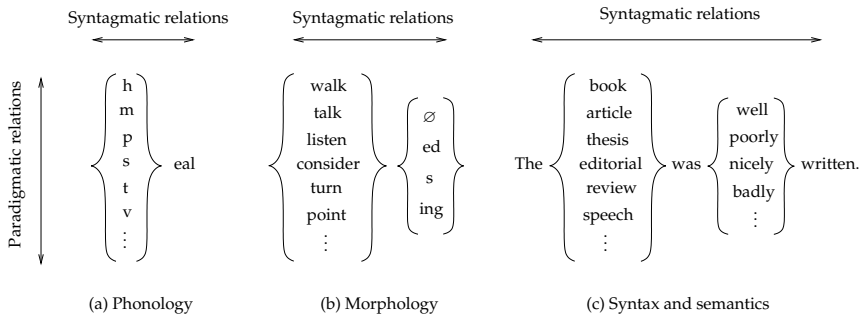 Syntagmatic relations
Syntagmatic relations
Syntagmatic relations
Paradigmatic relations
h
m
p
s
t
v
⋮
eal
walk
talk
listen
consider
turn
point
⋮
∅
ed
s
ing
The
book
article
thesis
editorial
review
speech
⋮
was
well
poorly
nicely
badly
⋮
written.
(a) Phonology
(b) Morphology
(c) Syntax and semantics